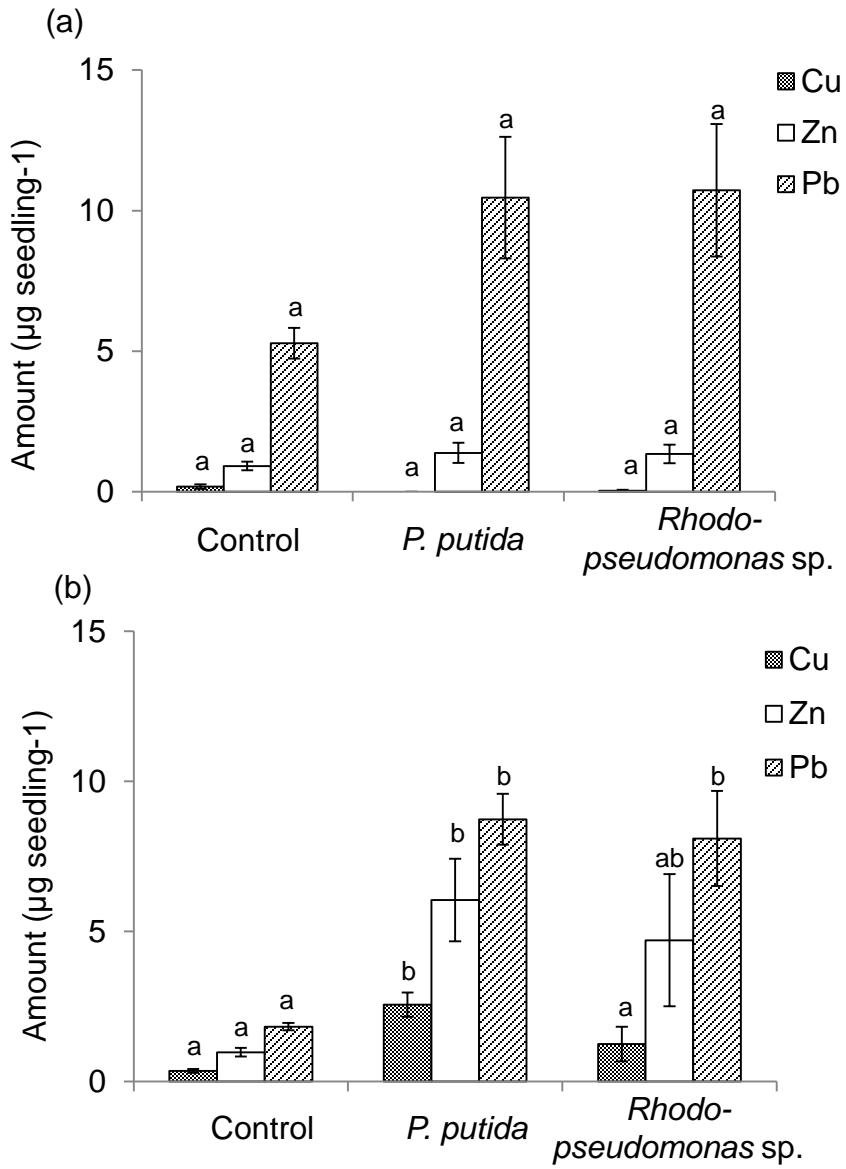 (a)
15
10
5
0
Amount (µg seedling-1)
Cu
Zn
Pb
a
a
a
a
a
a
a
a
a
Control
P. putida
Rhodo-
pseudomonas sp.
(b)
15
10
5
0
Amount (µg seedling-1)
Cu
Zn
Pb
a
a
a
b
b
b
a
ab
b
Control
P. putida
Rhodo-
pseudomonas sp.